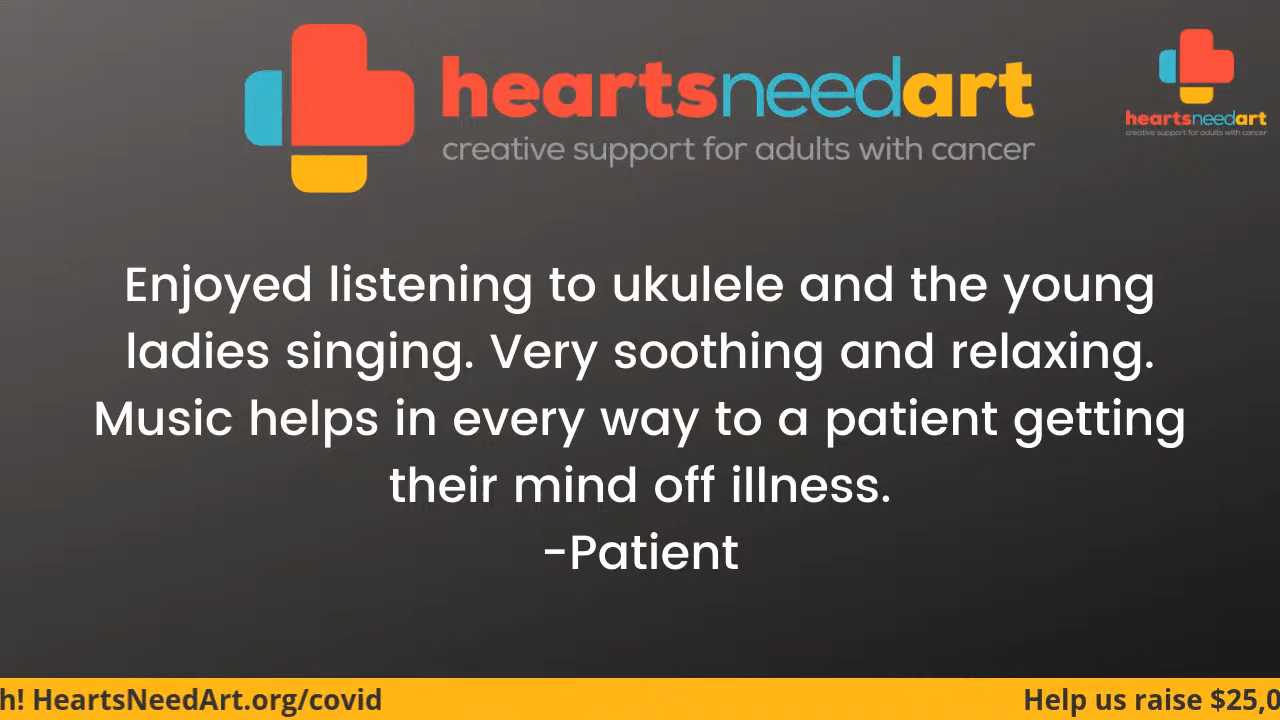 heartsneedart
creative support for adults with cancer
heartsneedart
creative support for adults with cancer
Enjoyed listening to ukulele and the young
ladies singing. Very soothing and relaxing.
Music helps in every way to a patient getting
their mind off illness.
-Patient
h! HeartsNeedArt.org/covid
Help us raise $25,0